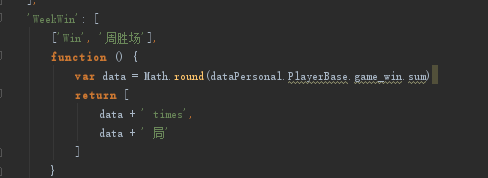 ],
'WeekWin': [
['Win', '周胜场'],
function () {
var data = Math.round(dataPersonal.PlayerBase.game_win.sum)
return [
data + ' times',
data + ' 局'
]
}